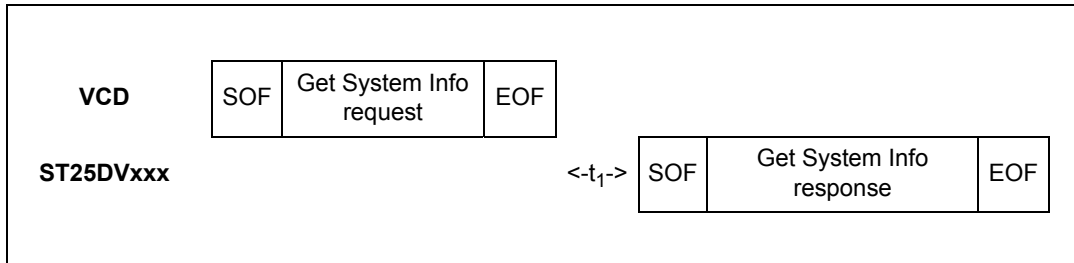 VCD SOF Get System Info request EOF
ST25DVxxx <-t1-> SOF Get System Info response EOF